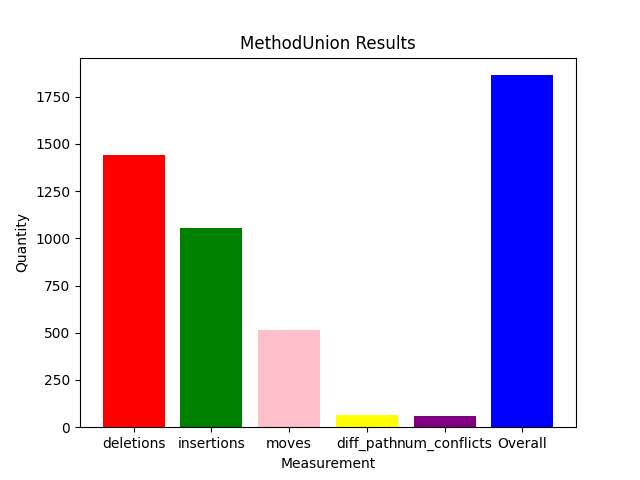 MethodUnion Results
Quantity
1750
1500
1250
1000
750
500
250
0
deletions insertions moves diff_path num_conflicts Overall
Measurement